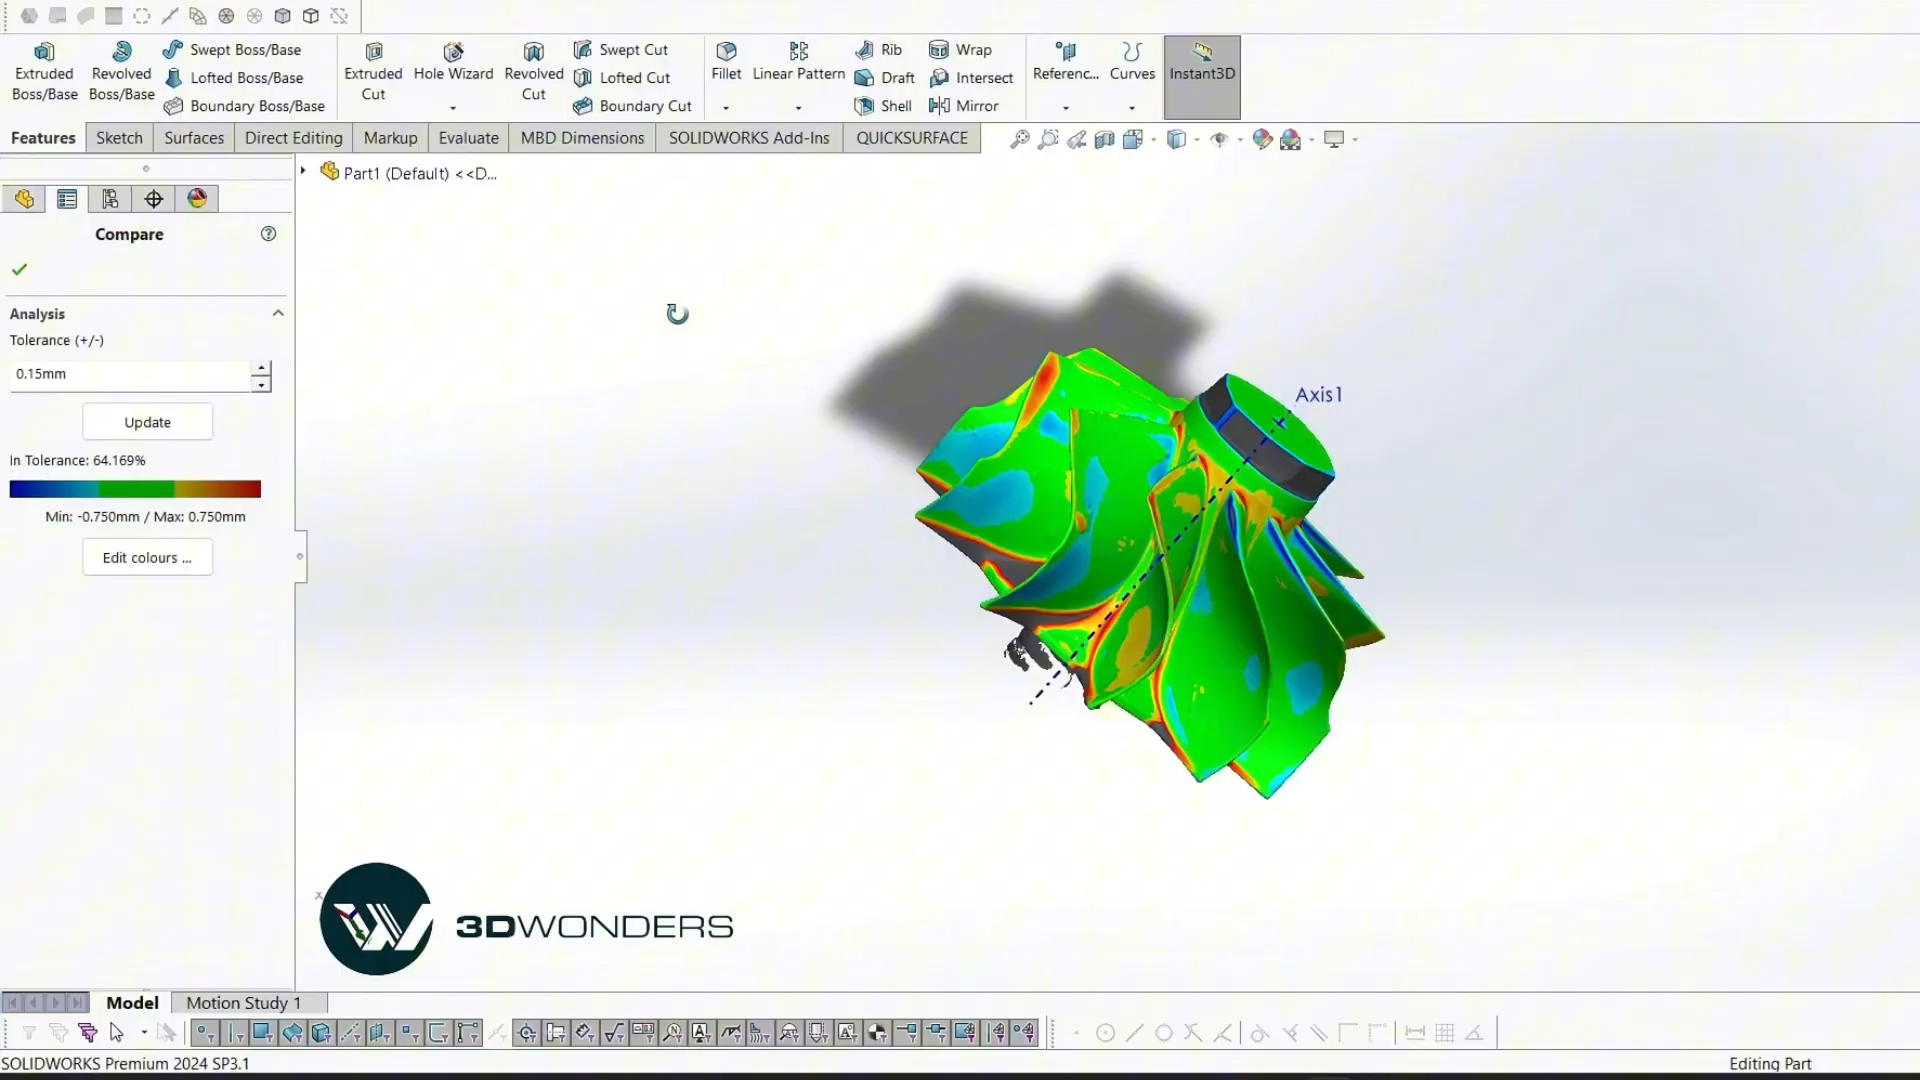 Extruded Boss/Base
Revolved Boss/Base
Swept Boss/Base
Lofted Boss/Base
Boundary Boss/Base
Extruded Cut
Hole Wizard
Revolved Cut
Swept Cut
Lofted Cut
Boundary Cut
Fillet
Linear Pattern
Rib
Draft
Shell
Wrap
Intersect
Mirror
Referenc...
Curves
Instant3D
Features
Sketch
Surfaces
Direct Editing
Markup
Evaluate
MBD Dimensions
SOLIDWORKS Add-Ins
QUICKSURFACE
Part1 (Default) <<D...
Compare
Analysis
Tolerance (+/-)
0.15mm
Update
In Tolerance: 64.169%
Min: -0.750mm / Max: 0.750mm
Edit colours ...
Axis1
x
3DWONDERS
Model
Motion Study 1
SOLIDWORKS Premium 2024 SP3.1
Editing Part